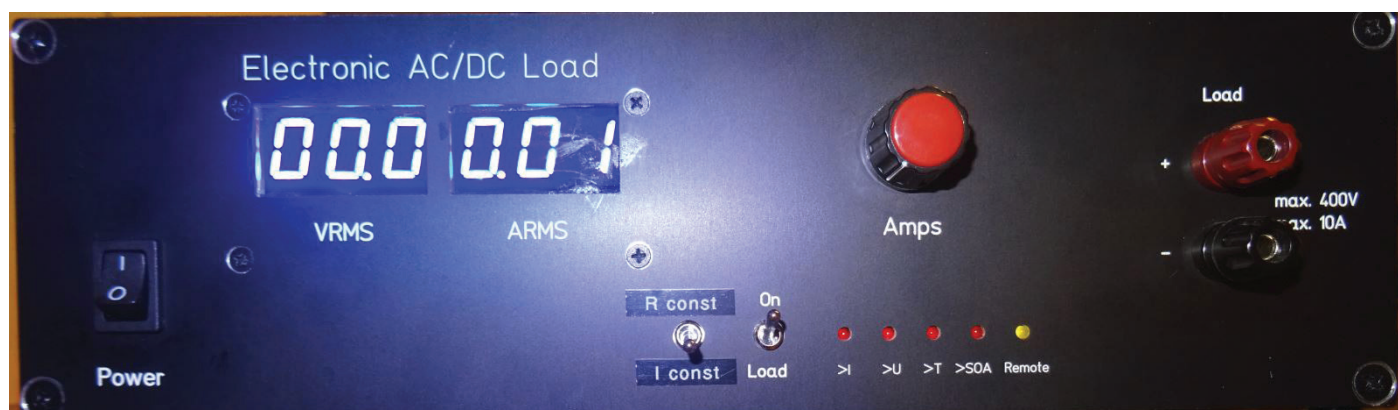 Electronic AC/DC Load
00.0 0.01
VRMS ARMS
Amps
Load
+
-
max. 400V
max. 10A
I
O
Power
R const
I const
On
Load
>I >U >T >SOA Remote